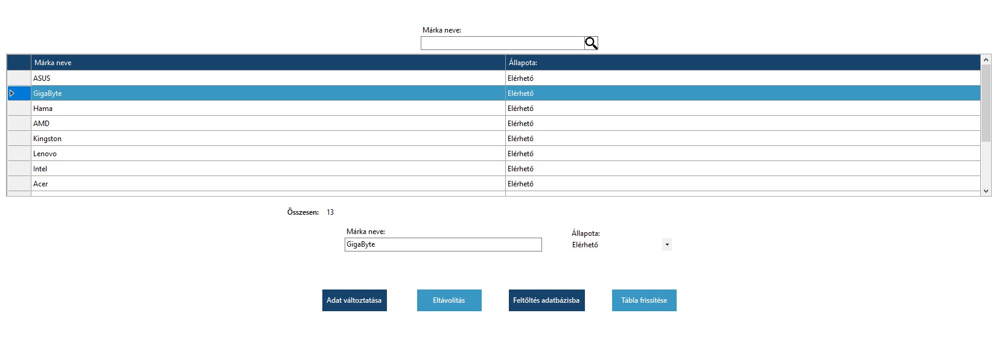 Márka neve:
Márka neve Állapota:
ASUS Elérhető
GigaByte Elérhető
Hama Elérhető
AMD Elérhető
Kingston Elérhető
Lenovo Elérhető
Intel Elérhető
Acer Elérhető
Összesen: 13
Márka neve: Állapota:
GigaByte Elérhető
Adat változtatása Eltávolítás Feltöltés adatbázisba Tábla frissítése